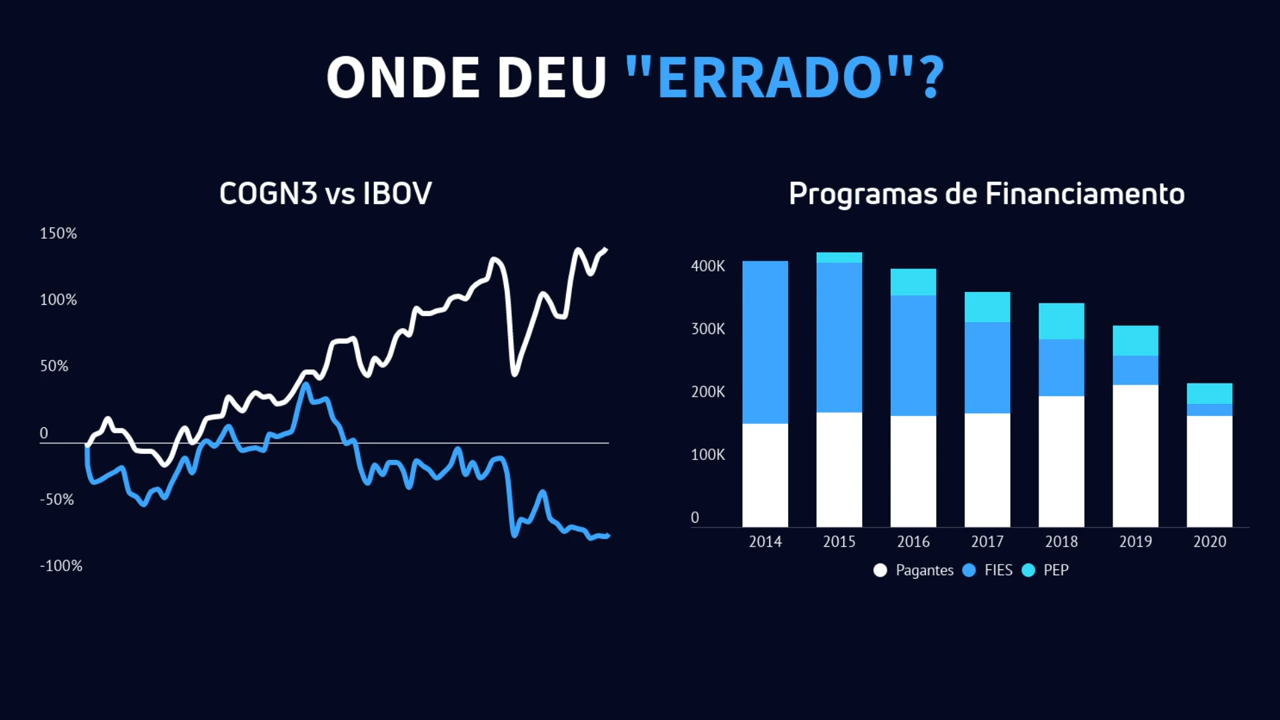 ONDE DEU "ERRADO"?
COGN3 vs IBOV
150%
100%
50%
0
-50%
-100%
Programas de Financiamento
400K
300K
200K
100K
0
2014 2015 2016 2017 2018 2019 2020
Pagantes FIES PEP